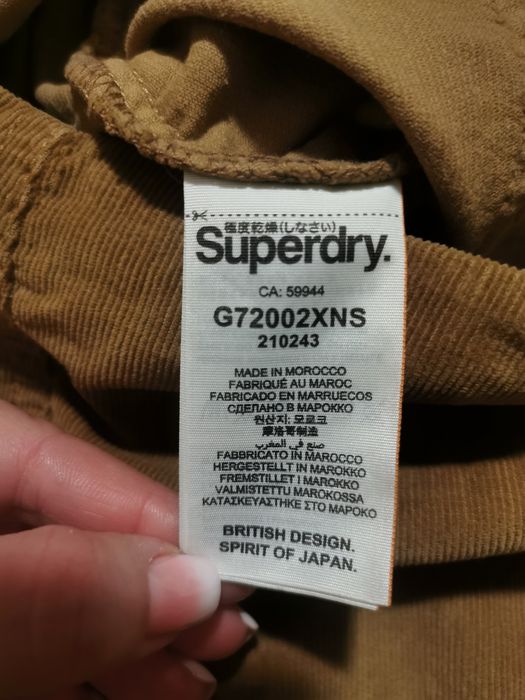 極度乾燥(しなさい)
Superdry.
CA: 59944
G72002XNS
210243
MADE IN MOROCCO
FABRIQUÉ AU MAROC
FABRICADO EN MARRUECOS
СДЕЛАНО В МАРОККО
원산지: 모로코
摩洛哥制造
صنع في المغرب
FABBRICATO IN MAROCCO
HERGESTELLT IN MAROKKO
FREMSTILLET I MAROKKO
VALMISTETTU MAROKOSSA
ΚΑΤΑΣΚΕΥΑΣΤΗΚΕ ΣΤΟ ΜΑΡΟΚΟ
BRITISH DESIGN.
SPIRIT OF JAPAN.